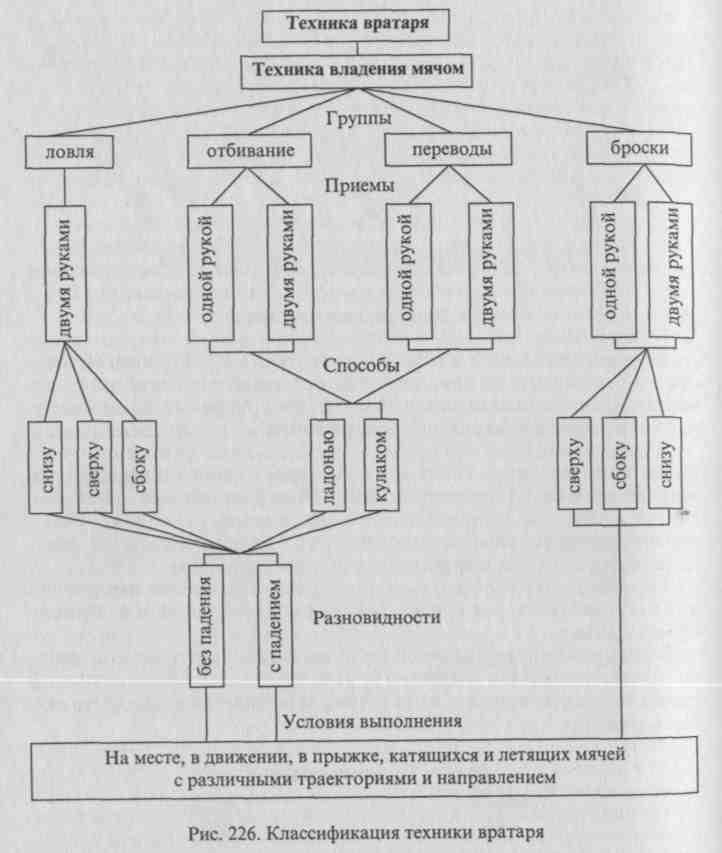 Техника вратаря
Техника владения мячом
Группы
ловля
отбивание
переводы
броски
Приемы
двумя руками
одной рукой
двумя руками
одной рукой
двумя руками
одной рукой
двумя руками
Способы
снизу
сверху
сбоку
ладонью
кулаком
сверху
сбоку
снизу
без падения
с падением
Разновидности
Условия выполнения
На месте, в движении, в прыжке, катящихся и летящих мячей
с различными траекториями и направлением
Рис. 226. Классификация техники вратаря